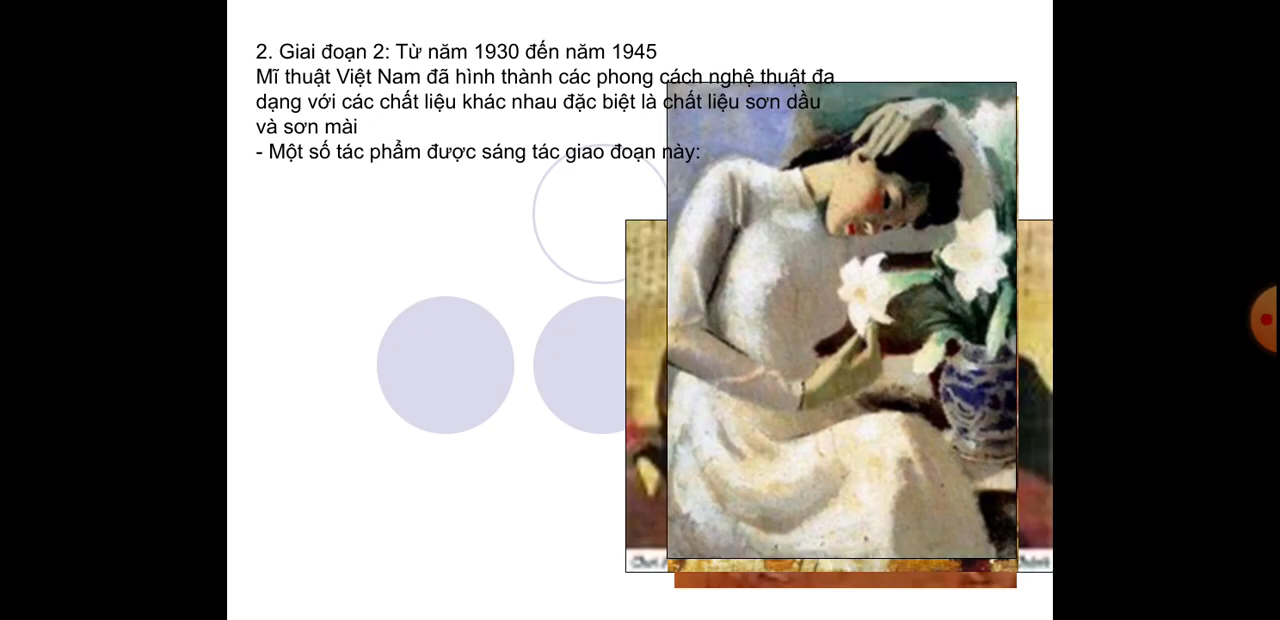 2. Giai đoạn 2: Từ năm 1930 đến năm 1945
Mĩ thuật Việt Nam đã hình thành các phong cách nghệ thuật đa
dạng với các chất liệu khác nhau đặc biệt là chất liệu sơn dầu
và sơn mài
- Một số tác phẩm được sáng tác giao đoạn này: